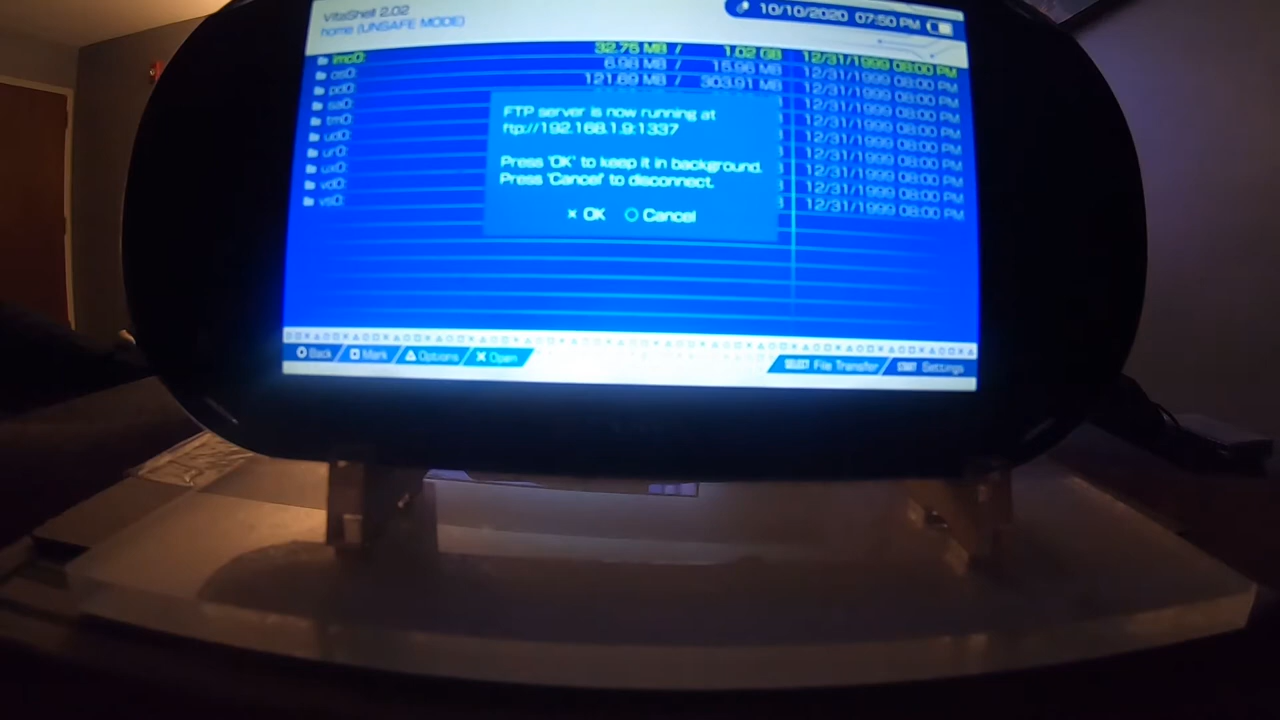 VitaShell 2.02
10/10/2020 07:50 PM
home (UNSAFE MODE)
imc0: 32.75 MB / 1.02 GB 12/31/1999 08:00 PM
os0: 6.98 MB / 15.96 MB 12/31/1999 08:00 PM
pd0: 121.69 MB / 303.91 MB 12/31/1999 08:00 PM
sa0: 12/31/1999 08:00 PM
tm0: 12/31/1999 08:00 PM
ud0: 12/31/1999 08:00 PM
ur0: 12/31/1999 08:00 PM
ux0: 12/31/1999 08:00 PM
vd0: 12/31/1999 08:00 PM
vs0: 12/31/1999 08:00 PM
FTP server is now running at
ftp://192.168.1.9:1337
Press 'OK' to keep it in background.
Press 'Cancel' to disconnect.
× OK ○ Cancel
Back Mark Options Open SELECT File Transfer START Settings